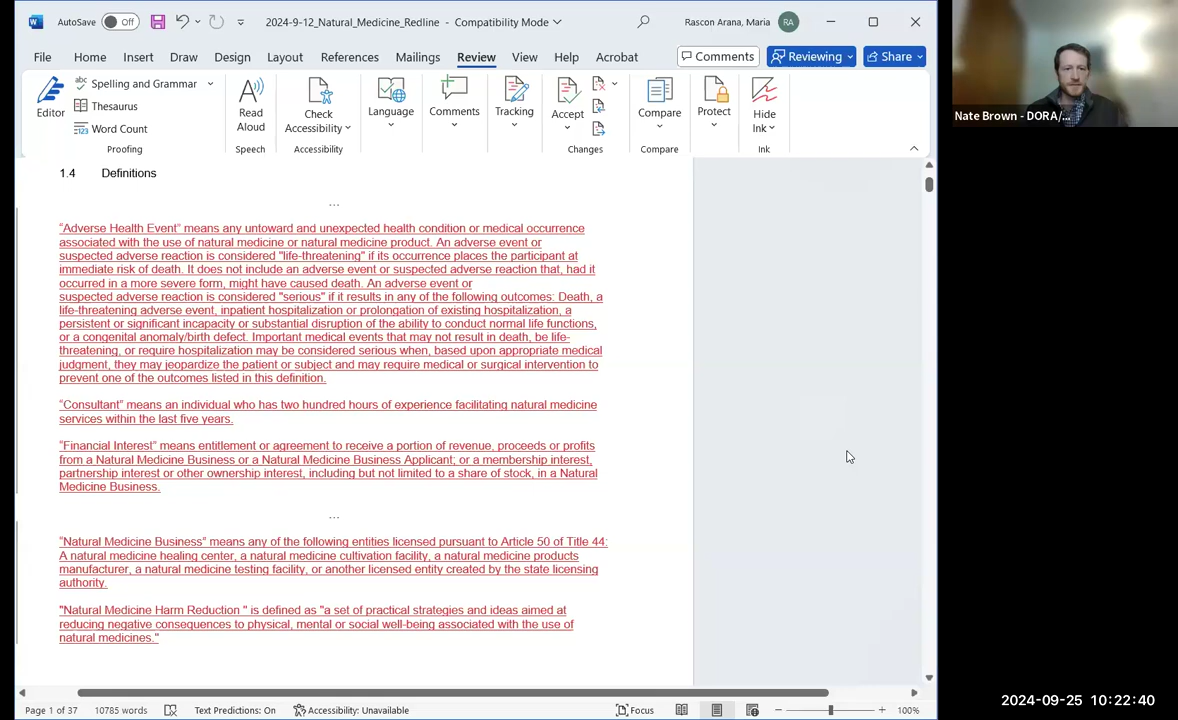 AutoSave
Off
2024-9-12_Natural_Medicine_Redline - Compatibility Mode
Rascon Arana, Maria
RA
File Home Insert Draw Design Layout References Mailings Review View Help Acrobat
Comments
Reviewing
Share
Editor
Spelling and Grammar
Thesaurus
Word Count
Proofing
Read
Aloud
Speech
Check
Accessibility
Accessibility
Language
Comments
Tracking
Accept
Changes
Compare
Compare
Protect
Hide
Ink
Ink
1.4 Definitions
...
“Adverse Health Event” means any untoward and unexpected health condition or medical occurrence
associated with the use of natural medicine or natural medicine product. An adverse event or
suspected adverse reaction is considered "life-threatening" if its occurrence places the participant at
immediate risk of death. It does not include an adverse event or suspected adverse reaction that, had it
occurred in a more severe form, might have caused death. An adverse event or
suspected adverse reaction is considered "serious" if it results in any of the following outcomes: Death, a
life-threatening adverse event, inpatient hospitalization or prolongation of existing hospitalization, a
persistent or significant incapacity or substantial disruption of the ability to conduct normal life functions,
or a congenital anomaly/birth defect. Important medical events that may not result in death, be life-
threatening, or require hospitalization may be considered serious when, based upon appropriate medical
judgment, they may jeopardize the patient or subject and may require medical or surgical intervention to
prevent one of the outcomes listed in this definition.
“Consultant” means an individual who has two hundred hours of experience facilitating natural medicine
services within the last five years.
“Financial Interest” means entitlement or agreement to receive a portion of revenue, proceeds or profits
from a Natural Medicine Business or a Natural Medicine Business Applicant; or a membership interest,
partnership interest or other ownership interest, including but not limited to a share of stock, in a Natural
Medicine Business.
...
“Natural Medicine Business” means any of the following entities licensed pursuant to Article 50 of Title 44:
A natural medicine healing center, a natural medicine cultivation facility, a natural medicine products
manufacturer, a natural medicine testing facility, or another licensed entity created by the state licensing
authority.
"Natural Medicine Harm Reduction " is defined as "a set of practical strategies and ideas aimed at
reducing negative consequences to physical, mental or social well-being associated with the use of
natural medicines."
Page 1 of 37
10785 words
Text Predictions: On
Accessibility: Unavailable
Focus
100%
Nate Brown - DORA/...
2024-09-25 10:22:40